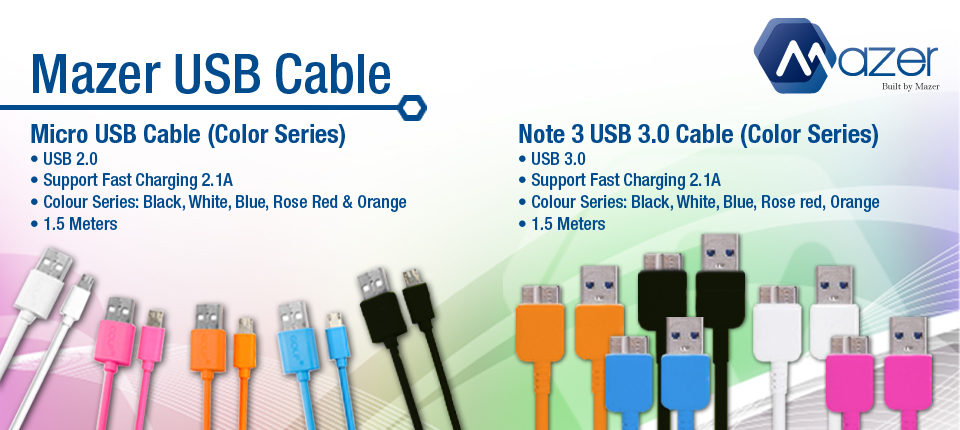 Mazer USB Cable
Mazer
Built by Mazer
Micro USB Cable (Color Series)
• USB 2.0
• Support Fast Charging 2.1A
• Colour Series: Black, White, Blue, Rose Red & Orange
• 1.5 Meters
Note 3 USB 3.0 Cable (Color Series)
• USB 3.0
• Support Fast Charging 2.1A
• Colour Series: Black, White, Blue, Rose red, Orange
• 1.5 Meters